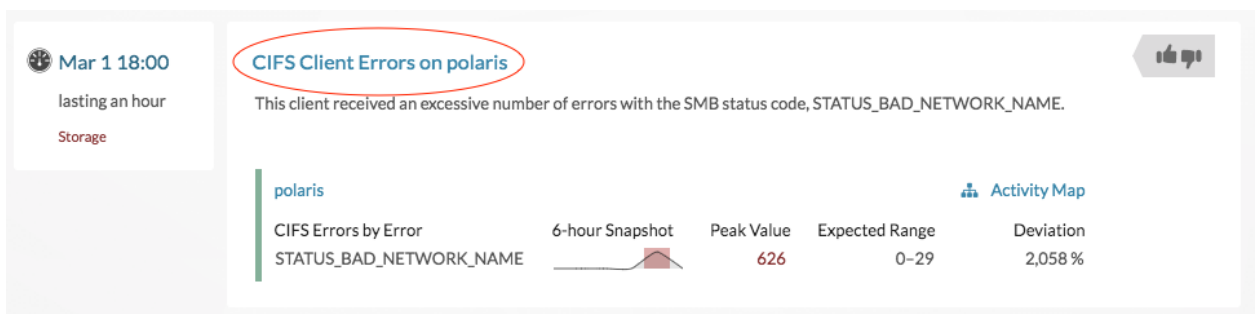 Mar 1 18:00
lasting an hour
Storage
CIFS Client Errors on polaris
This client received an excessive number of errors with the SMB status code, STATUS_BAD_NETWORK_NAME.
polaris
Activity Map
CIFS Errors by Error 6-hour Snapshot Peak Value Expected Range Deviation
STATUS_BAD_NETWORK_NAME 626 0–29 2,058 %